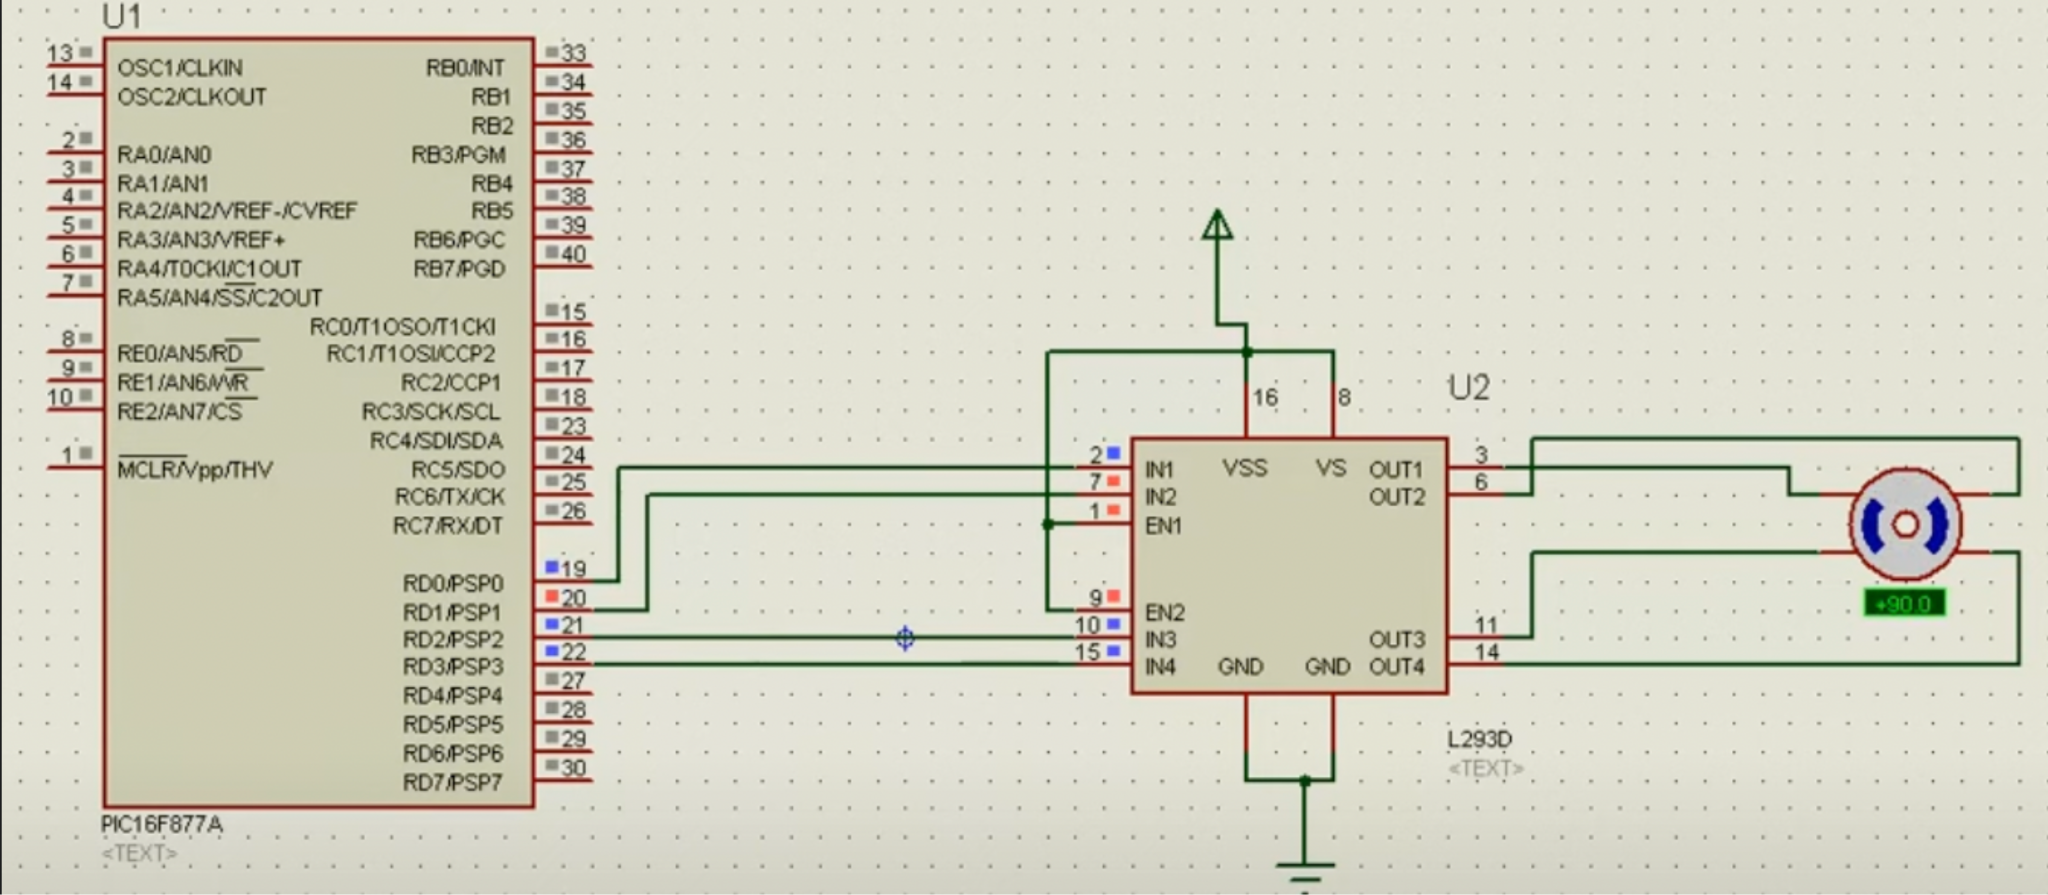 U1
13 OSC1/CLKIN RB0/INT 33
14 OSC2/CLKOUT RB1 34
RB2 35
2 RA0/AN0 RB3/PGM 36
3 RA1/AN1 RB4 37
4 RA2/AN2/VREF-/CVREF RB5 38
5 RA3/AN3/VREF+ RB6/PGC 39
6 RA4/T0CKI/C1OUT RB7/PGD 40
7 RA5/AN4/SS/C2OUT
RC0/T1OSO/T1CKI 15
8 RE0/AN5/RD RC1/T1OSI/CCP2 16
9 RE1/AN6/WR RC2/CCP1 17
10 RE2/AN7/CS RC3/SCK/SCL 18
RC4/SDI/SDA 23
1 MCLR/Vpp/THV RC5/SDO 24
RC6/TX/CK 25
RC7/RX/DT 26
RD0/PSP0 19
RD1/PSP1 20
RD2/PSP2 21
RD3/PSP3 22
RD4/PSP4 27
RD5/PSP5 28
RD6/PSP6 29
RD7/PSP7 30
PIC16F877A
<TEXT>
U2
16 8
2 IN1 VSS VS OUT1 3
7 IN2 OUT2 6
1 EN1
9 EN2
10 IN3 OUT3 11
15 IN4 GND GND OUT4 14
L293D
<TEXT>
+90.0